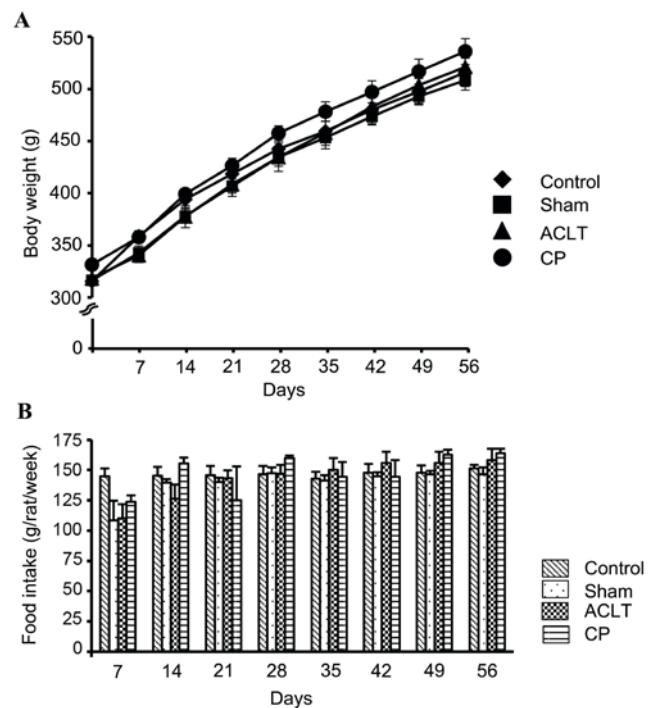 A
Body weight (g)
550
500
450
400
350
300
0
7 14 21 28 35 42 49 56
Days
Control
Sham
ACLT
CP
B
Food intake (g/rat/week)
175
150
125
100
75
50
25
0
7 14 21 28 35 42 49 56
Days
Control
Sham
ACLT
CP